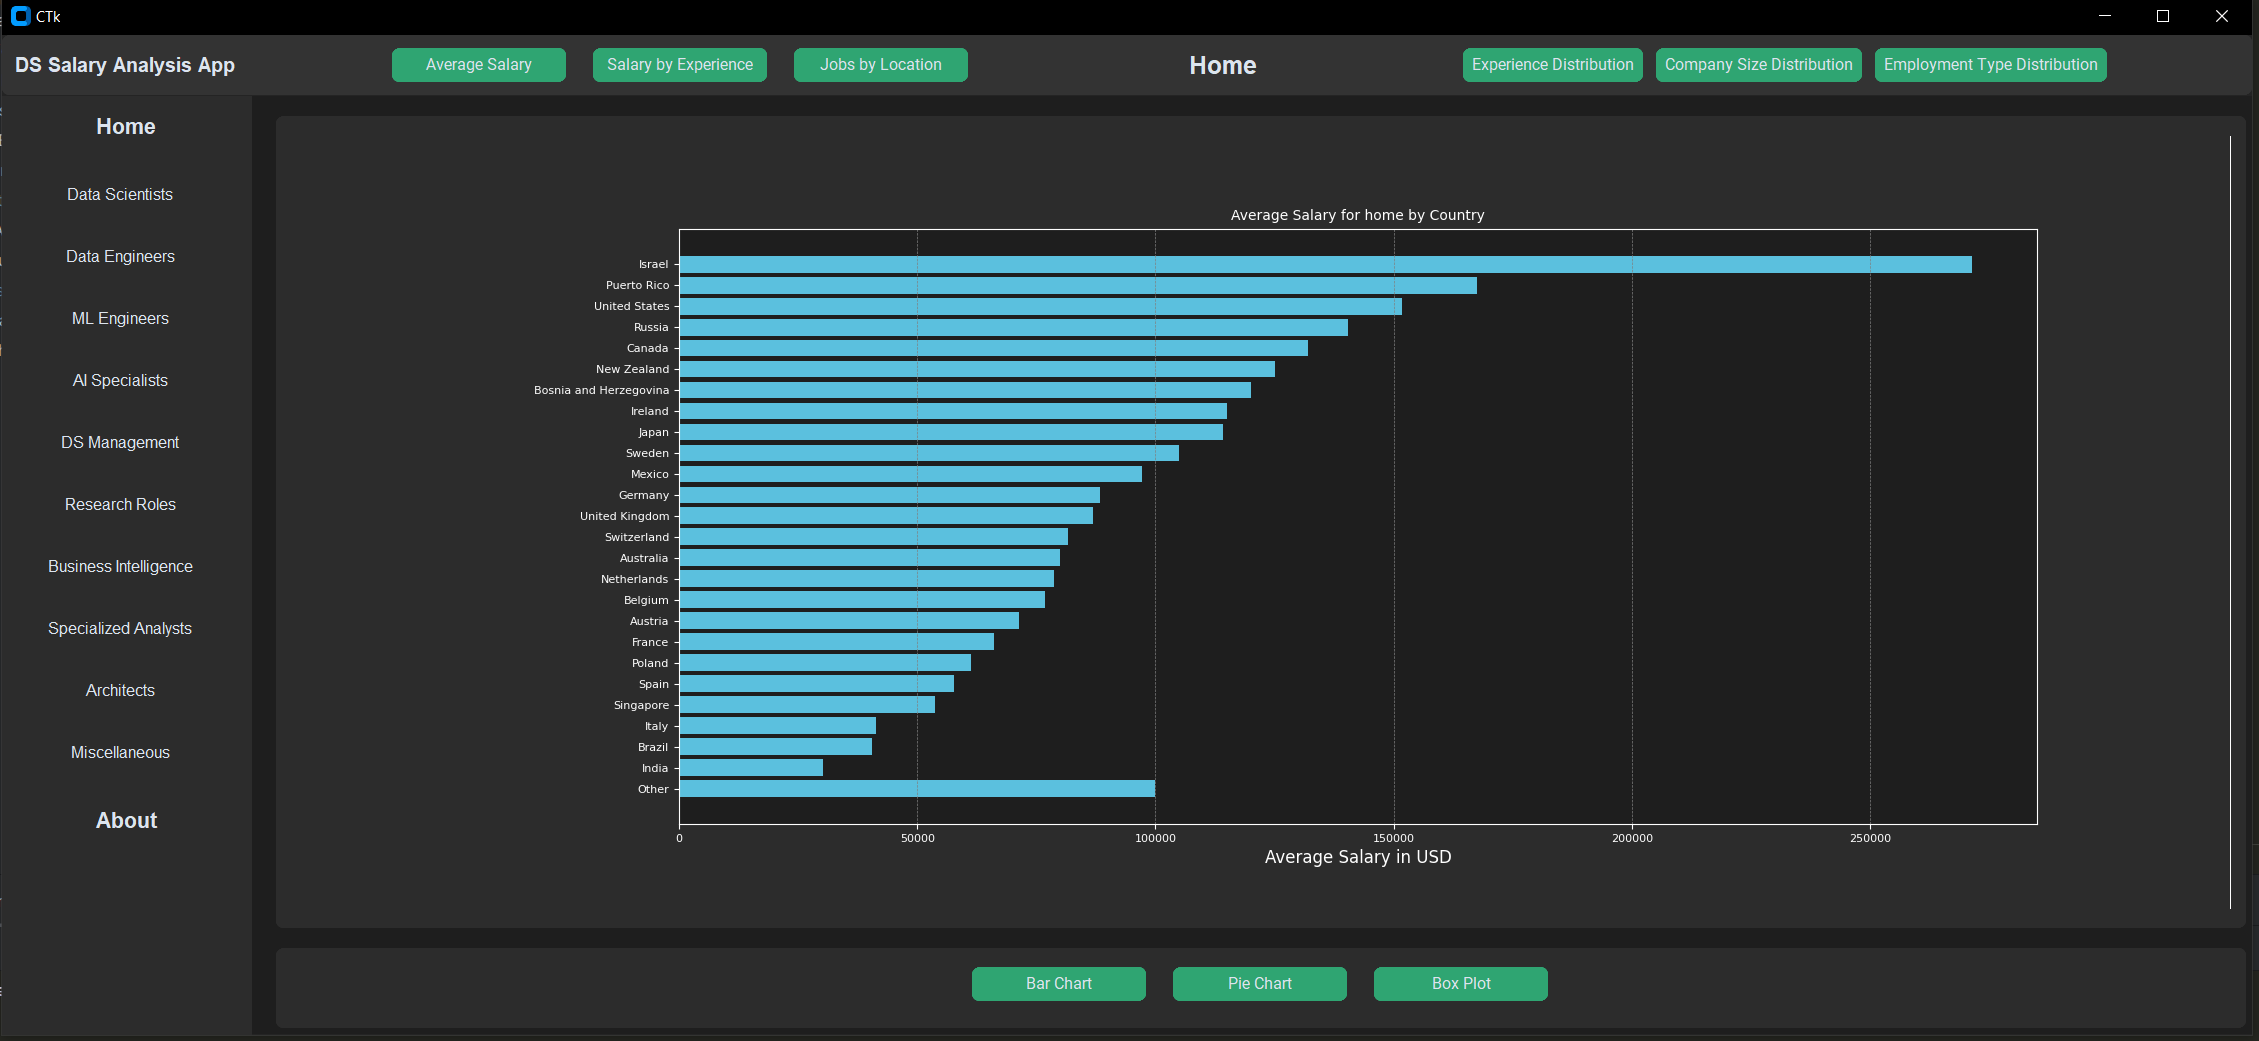 CTk
DS Salary Analysis App
Average Salary
Salary by Experience
Jobs by Location
Home
Experience Distribution
Company Size Distribution
Employment Type Distribution
Home
Data Scientists
Data Engineers
ML Engineers
AI Specialists
DS Management
Research Roles
Business Intelligence
Specialized Analysts
Architects
Miscellaneous
About
Average Salary for home by Country
Israel
Puerto Rico
United States
Russia
Canada
New Zealand
Bosnia and Herzegovina
Ireland
Japan
Sweden
Mexico
Germany
United Kingdom
Switzerland
Australia
Netherlands
Belgium
Austria
France
Poland
Spain
Singapore
Italy
Brazil
India
Other
0 50000 100000 150000 200000 250000
Average Salary in USD
Bar Chart
Pie Chart
Box Plot